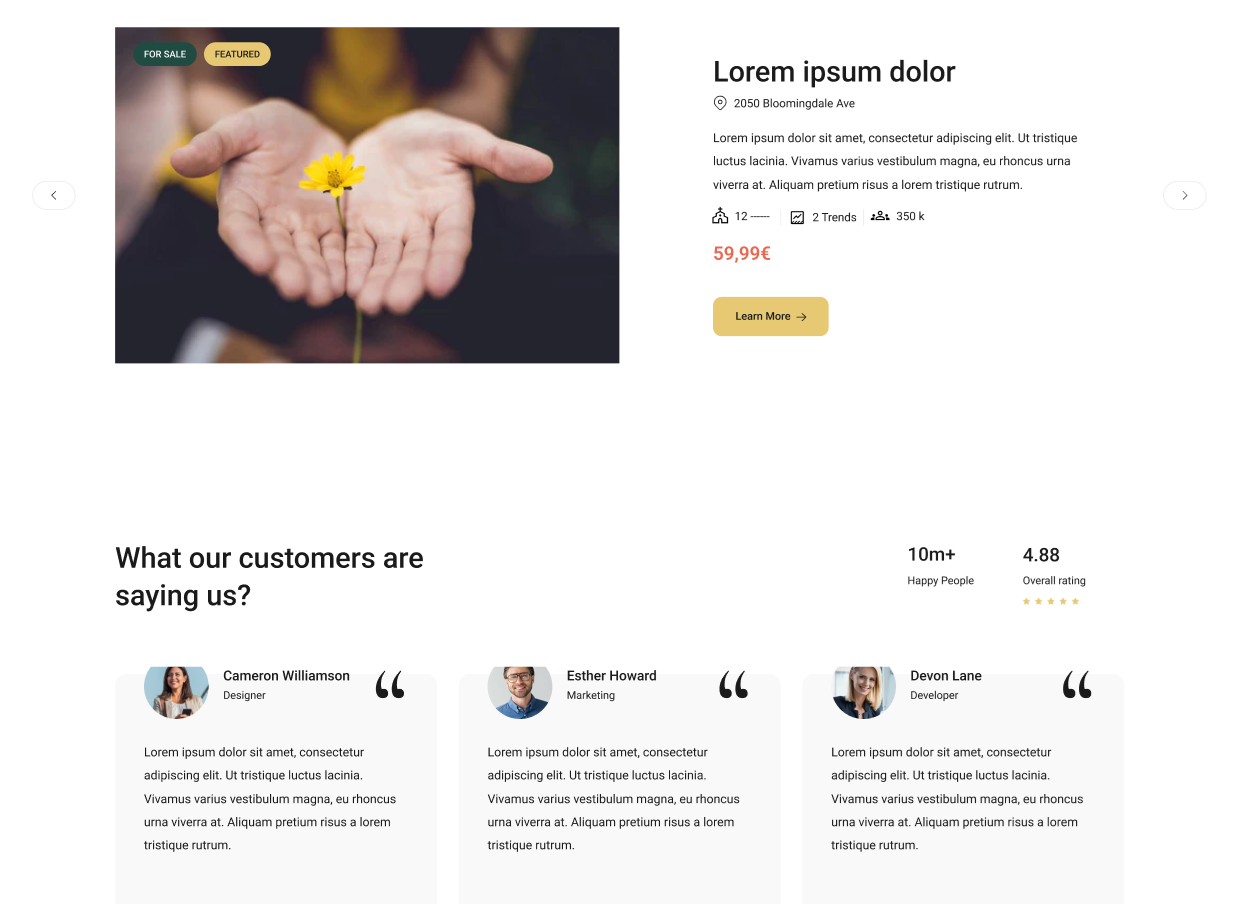 FOR SALE
FEATURED
Lorem ipsum dolor
2050 Bloomingdale Ave
Lorem ipsum dolor sit amet, consectetur adipiscing elit. Ut tristique
luctus lacinia. Vivamus varius vestibulum magna, eu rhoncus urna
viverra at. Aliquam pretium risus a lorem tristique rutrum.
12 ------
2 Trends
350 k
59,99€
Learn More →
What our customers are
saying us?
10m+
Happy People
4.88
Overall rating
Cameron Williamson
Designer
Lorem ipsum dolor sit amet, consectetur
adipiscing elit. Ut tristique luctus lacinia.
Vivamus varius vestibulum magna, eu rhoncus
urna viverra at. Aliquam pretium risus a lorem
tristique rutrum.
Esther Howard
Marketing
Lorem ipsum dolor sit amet, consectetur
adipiscing elit. Ut tristique luctus lacinia.
Vivamus varius vestibulum magna, eu rhoncus
urna viverra at. Aliquam pretium risus a lorem
tristique rutrum.
Devon Lane
Developer
Lorem ipsum dolor sit amet, consectetur
adipiscing elit. Ut tristique luctus lacinia.
Vivamus varius vestibulum magna, eu rhoncus
urna viverra at. Aliquam pretium risus a lorem
tristique rutrum.